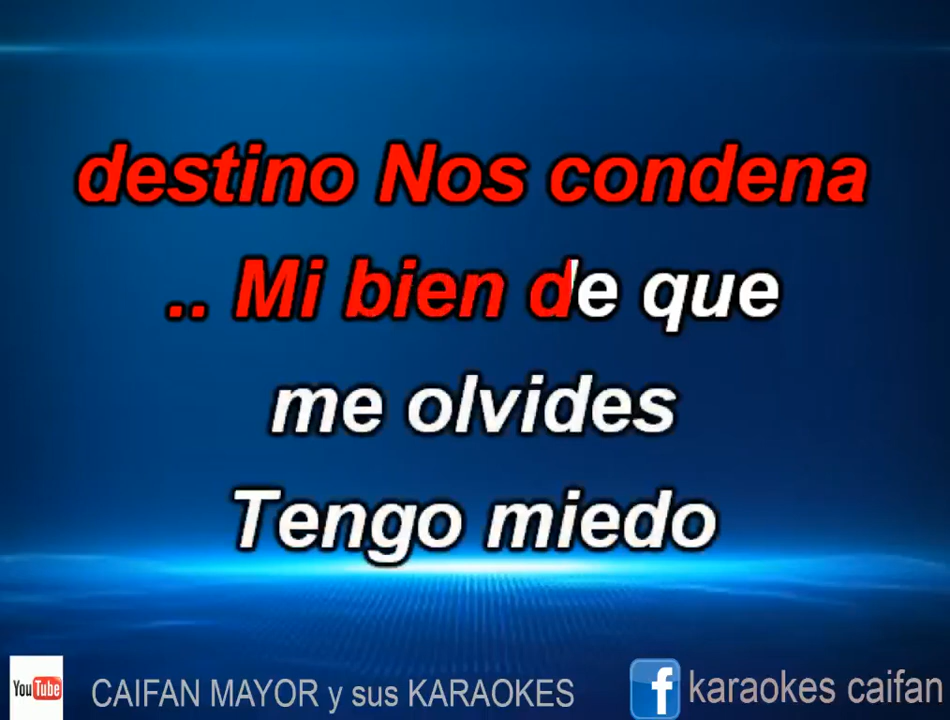 destino Nos condena
.. Mi bien de que
me olvides
Tengo miedo
YouTube CAIFAN MAYOR y sus KARAOKES f karaokes caifan